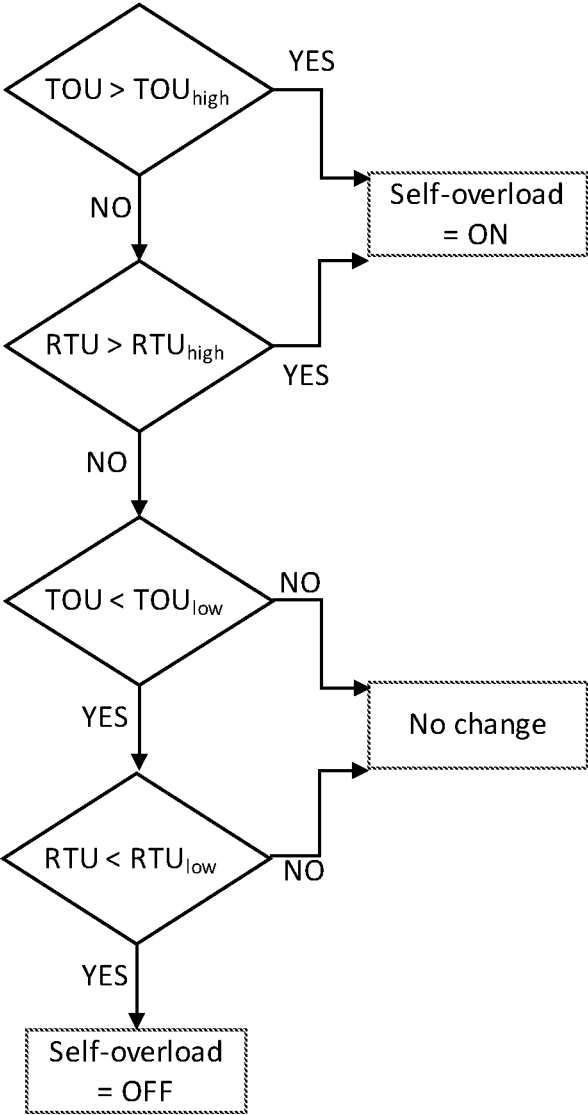 TOU > TOUhigh
YES
Self-overload
= ON
NO
RTU > RTUhigh
YES
NO
TOU < TOUlow
NO
YES
No change
RTU < RTUlow
NO
YES
Self-overload
= OFF